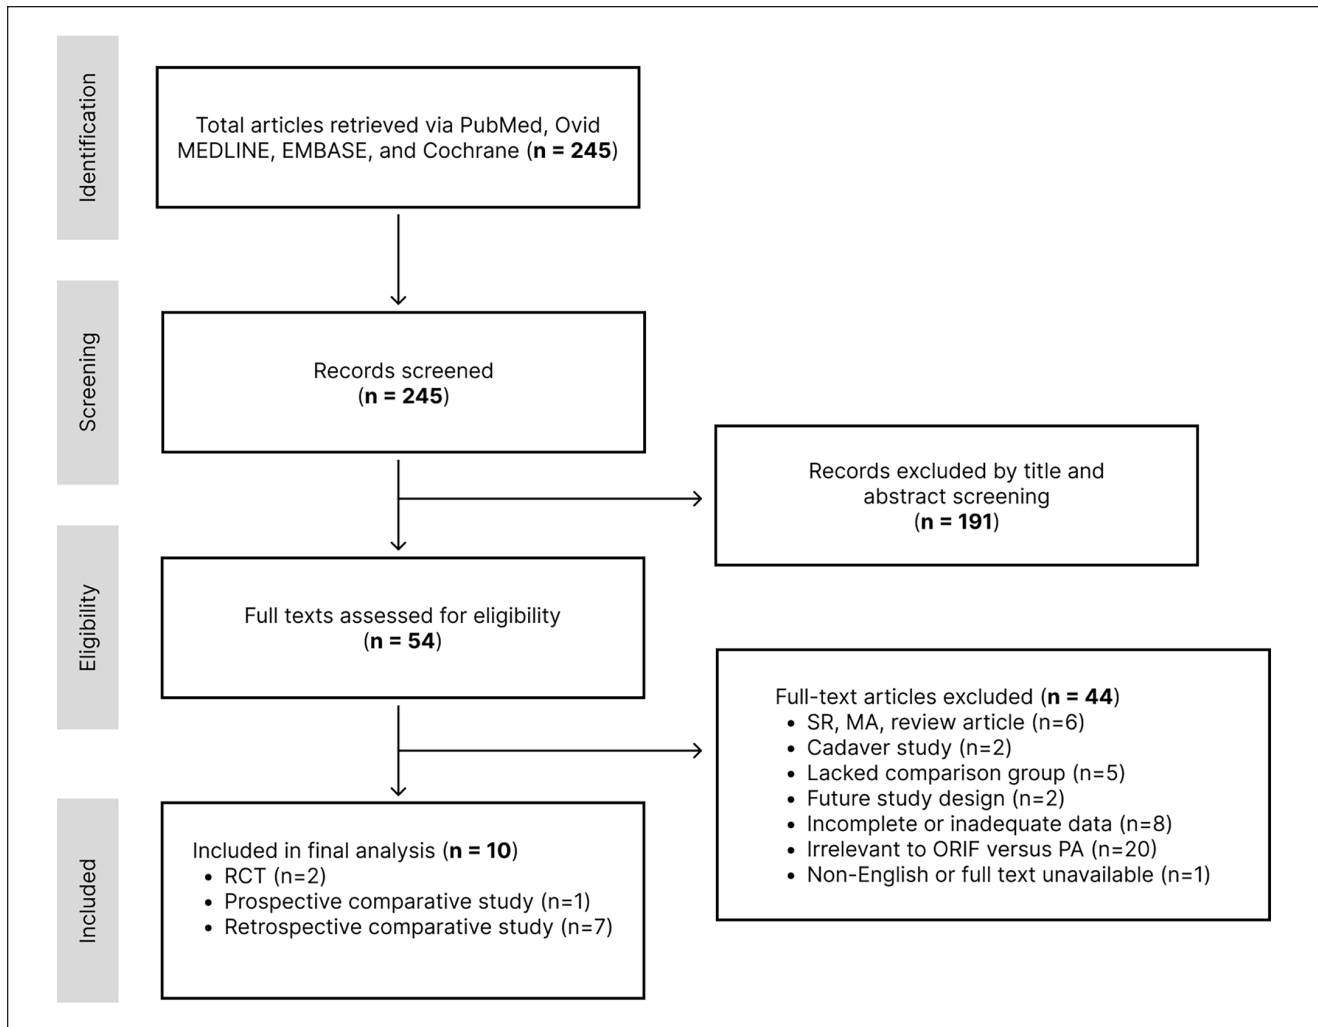 Identification
Total articles retrieved via PubMed, Ovid
MEDLINE, EMBASE, and Cochrane (n = 245)
Screening
Records screened
(n = 245)
Records excluded by title and
abstract screening
(n = 191)
Eligibility
Full texts assessed for eligibility
(n = 54)
Full-text articles excluded (n = 44)
• SR, MA, review article (n=6)
• Cadaver study (n=2)
• Lacked comparison group (n=5)
• Future study design (n=2)
• Incomplete or inadequate data (n=8)
• Irrelevant to ORIF versus PA (n=20)
• Non-English or full text unavailable (n=1)
Included
Included in final analysis (n = 10)
• RCT (n=2)
• Prospective comparative study (n=1)
• Retrospective comparative study (n=7)